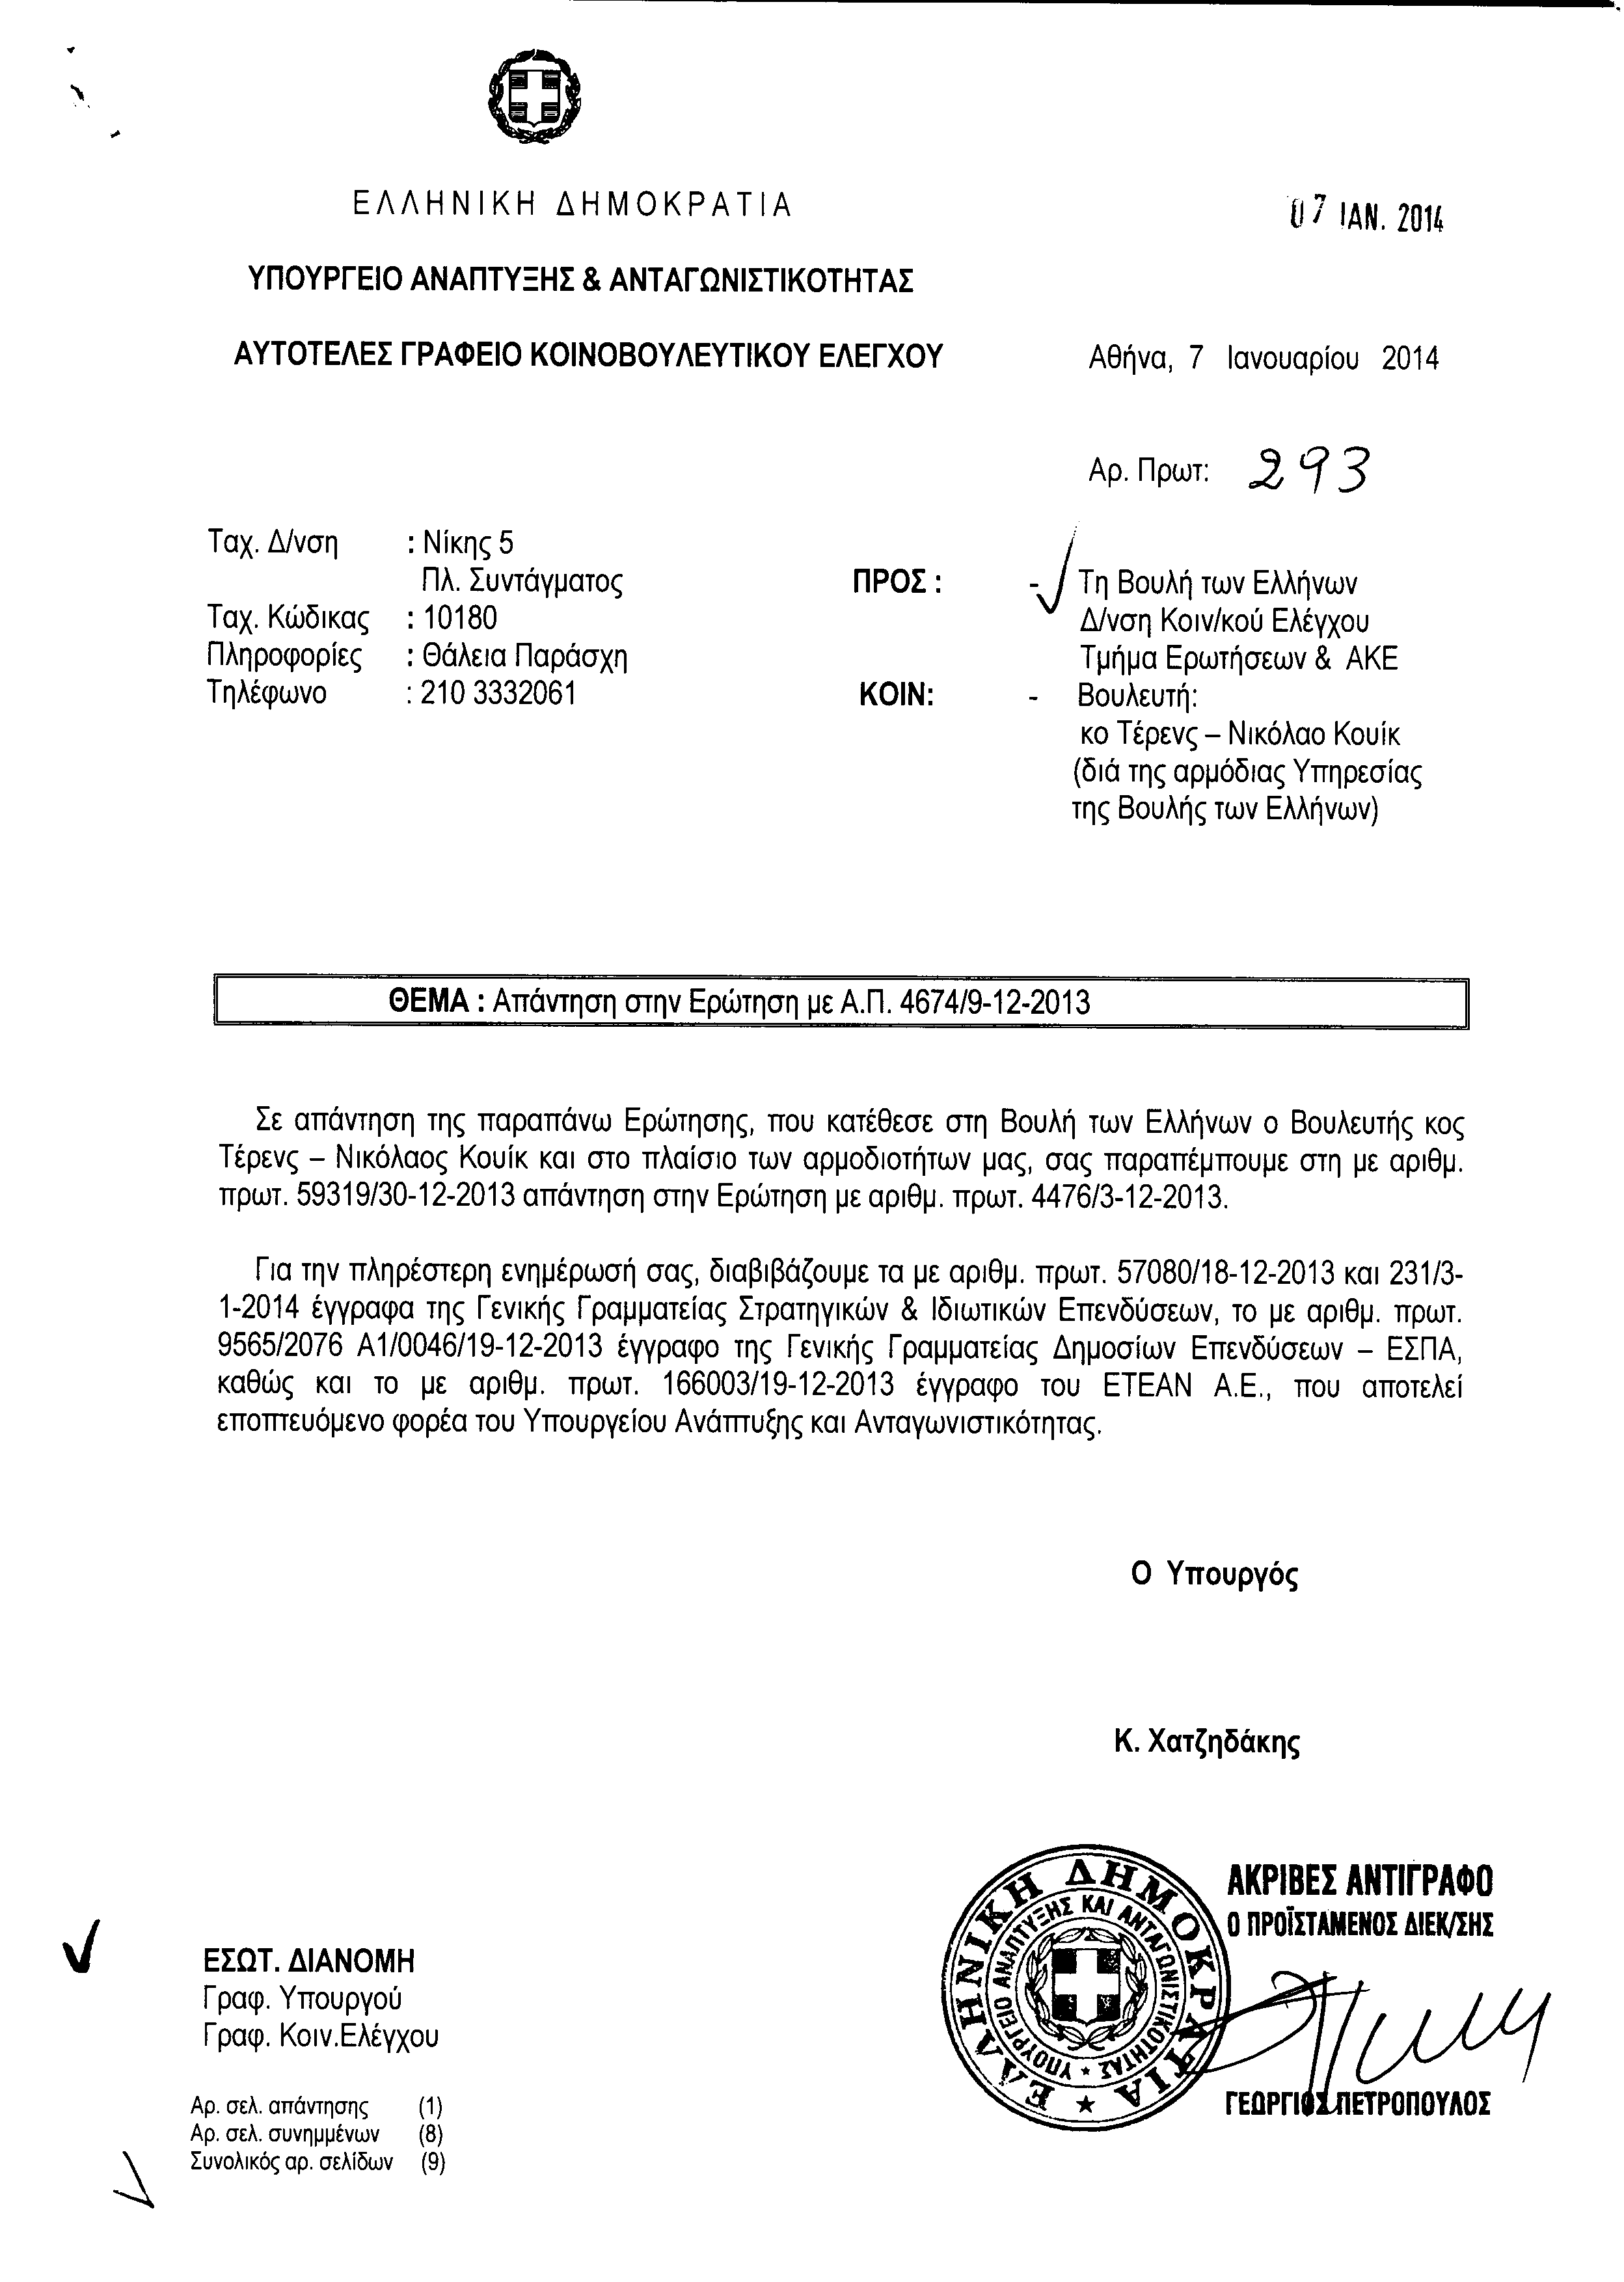 ΕΛΛΗΝΙΚΗ ΔΗΜΟΚΡΑΤΙΑ
07 ΙΑΝ. 2014
ΥΠΟΥΡΓΕΙΟ ΑΝΑΠΤΥΞΗΣ & ΑΝΤΑΓΩΝΙΣΤΙΚΟΤΗΤΑΣ
ΑΥΤΟΤΕΛΕΣ ΓΡΑΦΕΙΟ ΚΟΙΝΟΒΟΥΛΕΥΤΙΚΟΥ ΕΛΕΓΧΟΥ
Αθήνα, 7 Ιανουαρίου 2014
Αρ. Πρωτ: 293
Ταχ. Δ/νση : Νίκης 5
Πλ. Συντάγματος
Ταχ. Κώδικας : 10180
Πληροφορίες : Θάλεια Παράσχη
Τηλέφωνο : 210 3332061
ΠΡΟΣ : - Τη Βουλή των Ελλήνων
Δ/νση Κοιν/κού Ελέγχου
Τμήμα Ερωτήσεων & ΑΚΕ
ΚΟΙΝ: - Βουλευτή:
κο Τέρενς – Νικόλαο Κουίκ
(διά της αρμόδιας Υπηρεσίας
της Βουλής των Ελλήνων)
ΘΕΜΑ : Απάντηση στην Ερώτηση με Α.Π. 4674/9-12-2013
Σε απάντηση της παραπάνω Ερώτησης, που κατέθεσε στη Βουλή των Ελλήνων ο Βουλευτής κος
Τέρενς – Νικόλαος Κουίκ και στο πλαίσιο των αρμοδιοτήτων μας, σας παραπέμπουμε στη με αριθμ.
πρωτ. 59319/30-12-2013 απάντηση στην Ερώτηση με αριθμ. πρωτ. 4476/3-12-2013.
Για την πληρέστερη ενημέρωσή σας, διαβιβάζουμε τα με αριθμ. πρωτ. 57080/18-12-2013 και 231/3-
1-2014 έγγραφα της Γενικής Γραμματείας Στρατηγικών & Ιδιωτικών Επενδύσεων, το με αριθμ. πρωτ.
9565/2076 Α1/0046/19-12-2013 έγγραφο της Γενικής Γραμματείας Δημοσίων Επενδύσεων – ΕΣΠΑ,
καθώς και το με αριθμ. πρωτ. 166003/19-12-2013 έγγραφο του ΕΤΕΑΝ Α.Ε., που αποτελεί
εποπτευόμενο φορέα του Υπουργείου Ανάπτυξης και Ανταγωνιστικότητας.
Ο Υπουργός
Κ. Χατζηδάκης
ΕΛΛΗΝΙΚΗ ΔΗΜΟΚΡΑΤΙΑ
ΥΠΟΥΡΓΕΙΟ ΑΝΑΠΤΥΞΗΣ ΚΑΙ ΑΝΤΑΓΩΝΙΣΤΙΚΟΤΗΤΑΣ
ΑΚΡΙΒΕΣ ΑΝΤΙΓΡΑΦΟ
Ο ΠΡΟΪΣΤΑΜΕΝΟΣ ΔΙΕΚ/ΣΗΣ
ΓΕΩΡΓΙΟΣ ΠΕΤΡΟΠΟΥΛΟΣ
ΕΣΩΤ. ΔΙΑΝΟΜΗ
Γραφ. Υπουργού
Γραφ. Κοιν.Ελέγχου
Αρ. σελ. απάντησης (1)
Αρ. σελ. συνημμένων (8)
Συνολικός αρ. σελίδων (9)